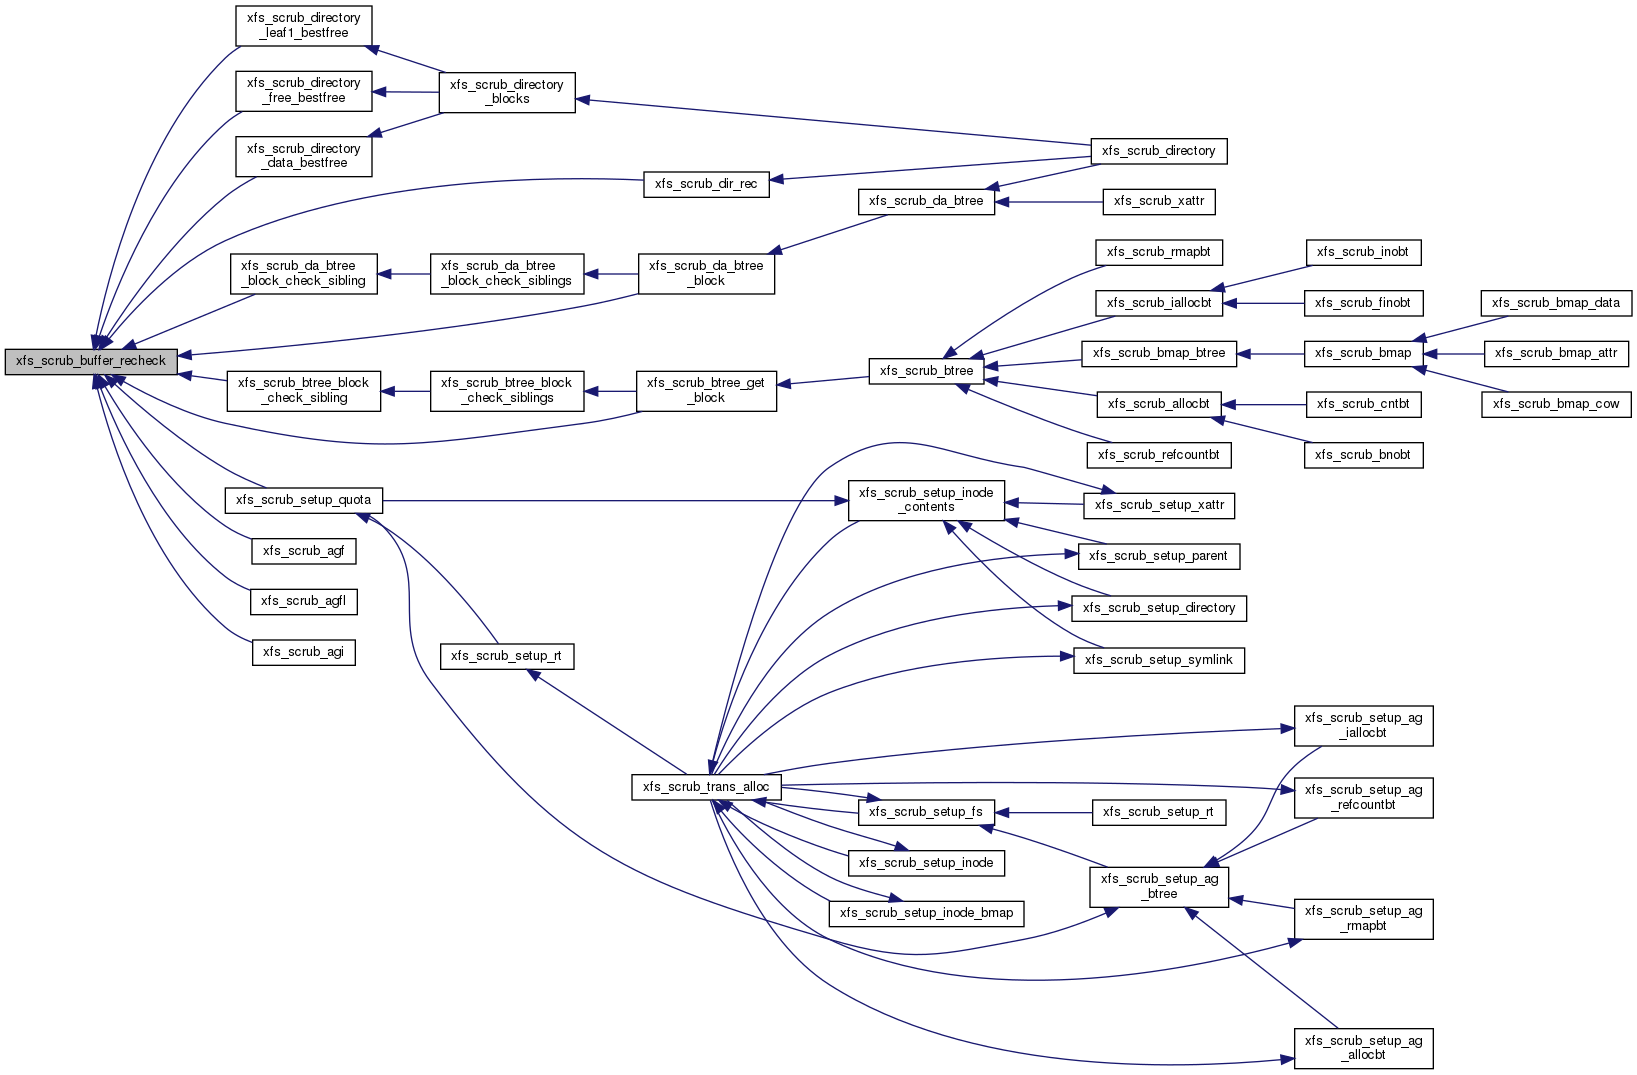 xfs_scrub_directory
_leaf1_bestfree
xfs_scrub_directory
_free_bestfree
xfs_scrub_directory
_blocks
xfs_scrub_directory
_data_bestfree
xfs_scrub_directory
xfs_scrub_dir_rec
xfs_scrub_da_btree
xfs_scrub_xattr
xfs_scrub_da_btree
_block_check_sibling
xfs_scrub_da_btree
_block_check_siblings
xfs_scrub_da_btree
_block
xfs_scrub_rmapbt
xfs_scrub_inobt
xfs_scrub_iallocbt
xfs_scrub_finobt
xfs_scrub_bmap_data
xfs_scrub_buffer_recheck
xfs_scrub_btree
xfs_scrub_bmap_btree
xfs_scrub_bmap
xfs_scrub_bmap_attr
xfs_scrub_btree_block
_check_sibling
xfs_scrub_btree_block
_check_siblings
xfs_scrub_btree_get
_block
xfs_scrub_allocbt
xfs_scrub_cntbt
xfs_scrub_bmap_cow
xfs_scrub_refcountbt
xfs_scrub_bnobt
xfs_scrub_setup_quota
xfs_scrub_setup_inode
_contents
xfs_scrub_setup_xattr
xfs_scrub_agf
xfs_scrub_setup_parent
xfs_scrub_agfl
xfs_scrub_setup_directory
xfs_scrub_agi
xfs_scrub_setup_rt
xfs_scrub_setup_symlink
xfs_scrub_setup_ag
_iallocbt
xfs_scrub_trans_alloc
xfs_scrub_setup_ag
_refcountbt
xfs_scrub_setup_fs
xfs_scrub_setup_rt
xfs_scrub_setup_inode
xfs_scrub_setup_ag
_btree
xfs_scrub_setup_inode_bmap
xfs_scrub_setup_ag
_rmapbt
xfs_scrub_setup_ag
_allocbt